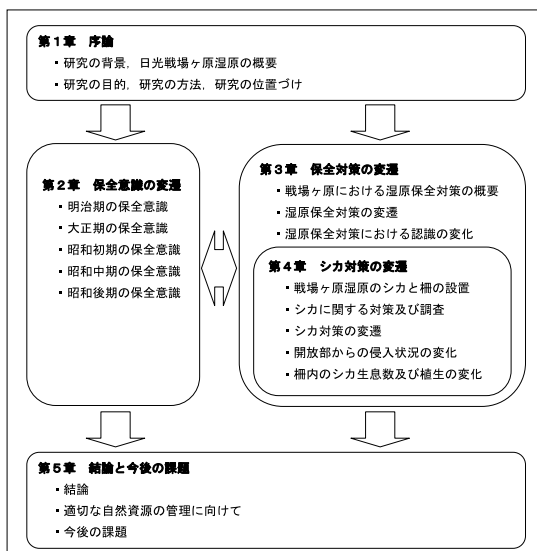 第1章 序論
・研究の背景，日光戦場ヶ原湿原の概要
・研究の目的，研究の方法，研究の位置づけ
第2章 保全意識の変遷
・明治期の保全意識
・大正期の保全意識
・昭和初期の保全意識
・昭和中期の保全意識
・昭和後期の保全意識
第3章 保全対策の変遷
・戦場ヶ原における湿原保全対策の概要
・湿原保全対策の変遷
・湿原保全対策における認識の変化
第4章 シカ対策の変遷
・戦場ヶ原湿原のシカと柵の設置
・シカに関する対策及び調査
・シカ対策の変遷
・開放部からの侵入状況の変化
・柵内のシカ生息数及び植生の変化
第5章 結論と今後の課題
・結論
・適切な自然資源の管理に向けて
・今後の課題